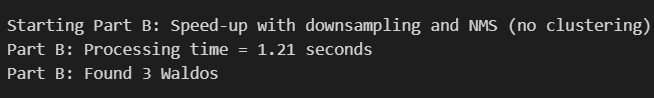 Starting Part B: Speed-up with downsampling and NMS (no clustering)
Part B: Processing time = 1.21 seconds
Part B: Found 3 Waldos